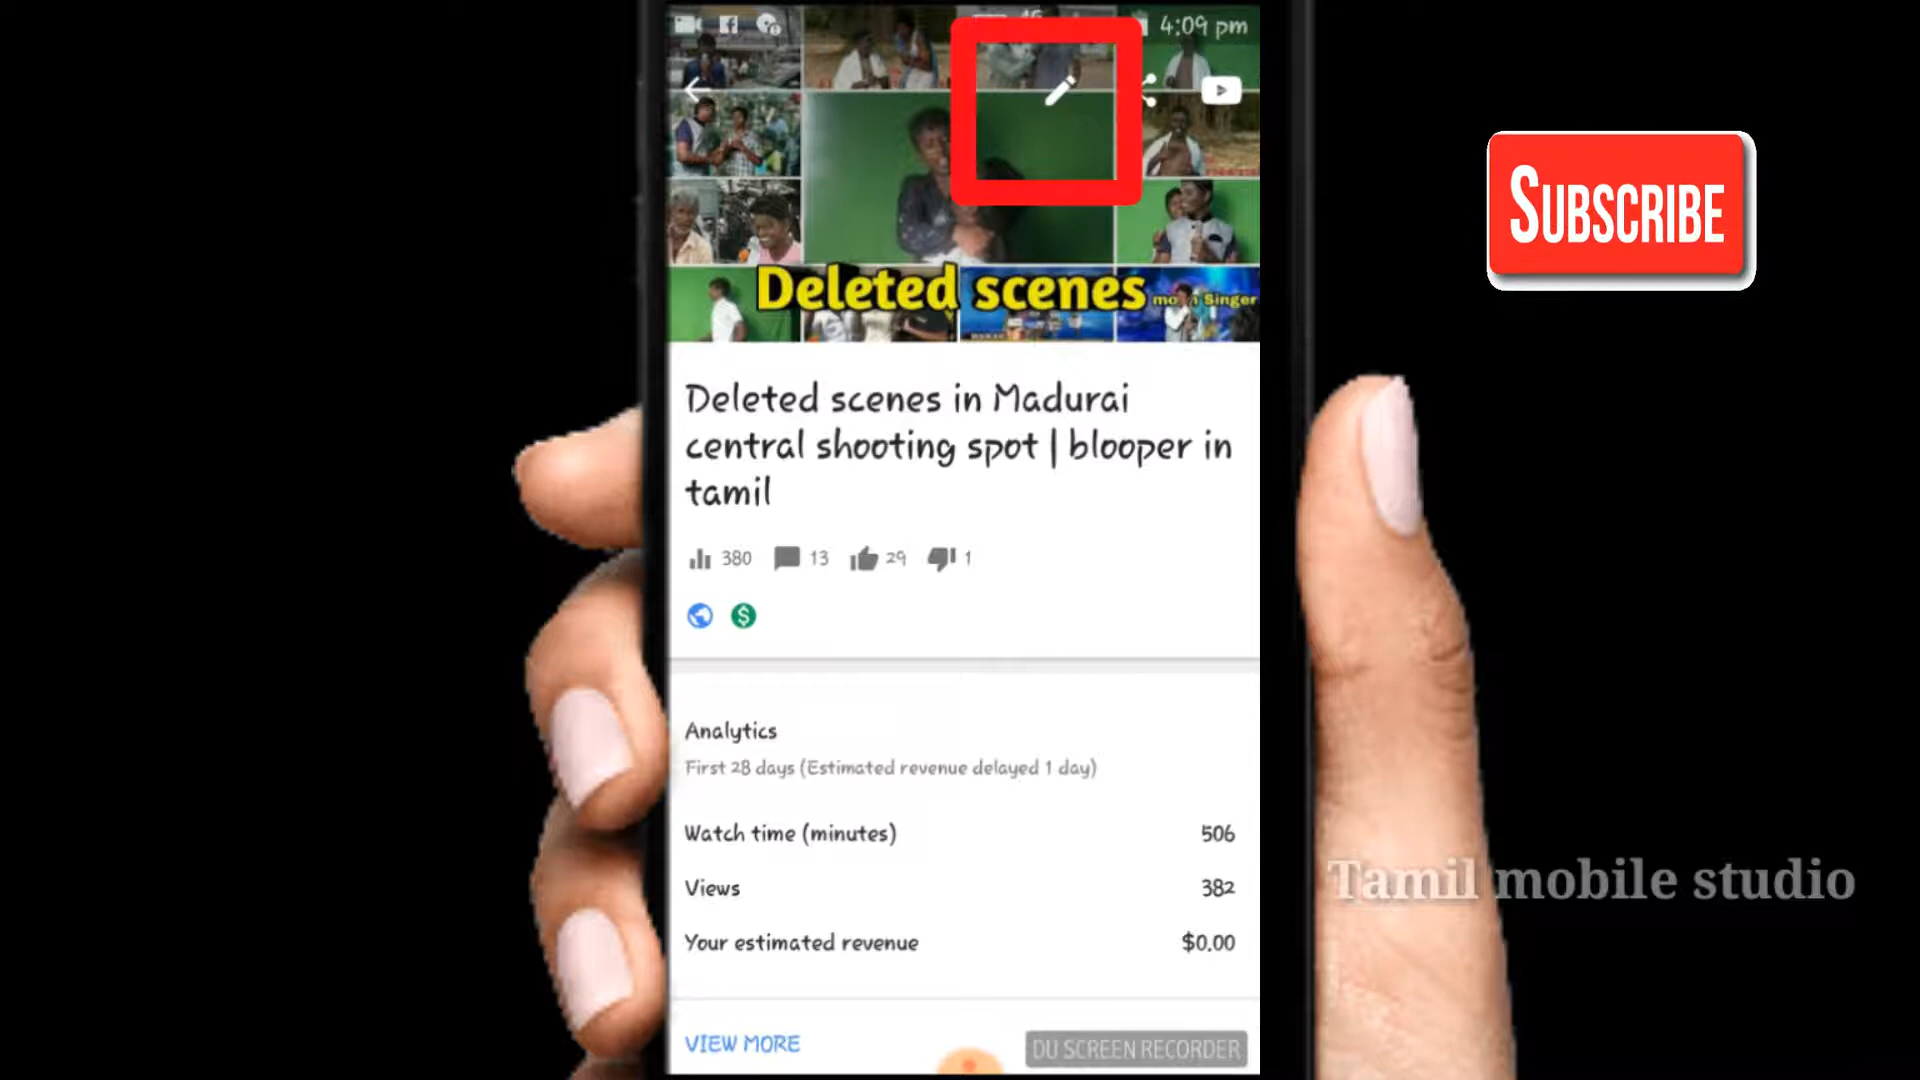 4:09 pm
SUBSCRIBE
Deleted scenes
Singer
Deleted scenes in Madurai
central shooting spot | blooper in
tamil
380 13 29 1
Analytics
First 28 days (Estimated revenue delayed 1 day)
Watch time (minutes) 506
Views 382
Your estimated revenue $0.00
VIEW MORE
DU SCREEN RECORDER
Tamil mobile studio